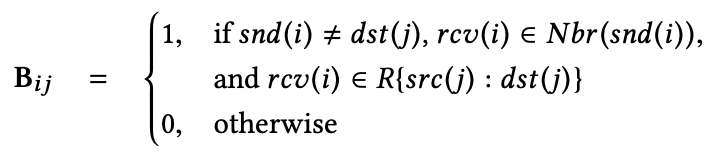 B_{ij} = { 1, if snd(i) ≠ dst(j), rcv(i) ∈ Nbr(snd(i)),
and rcv(i) ∈ R{src(j) : dst(j)}
0, otherwise